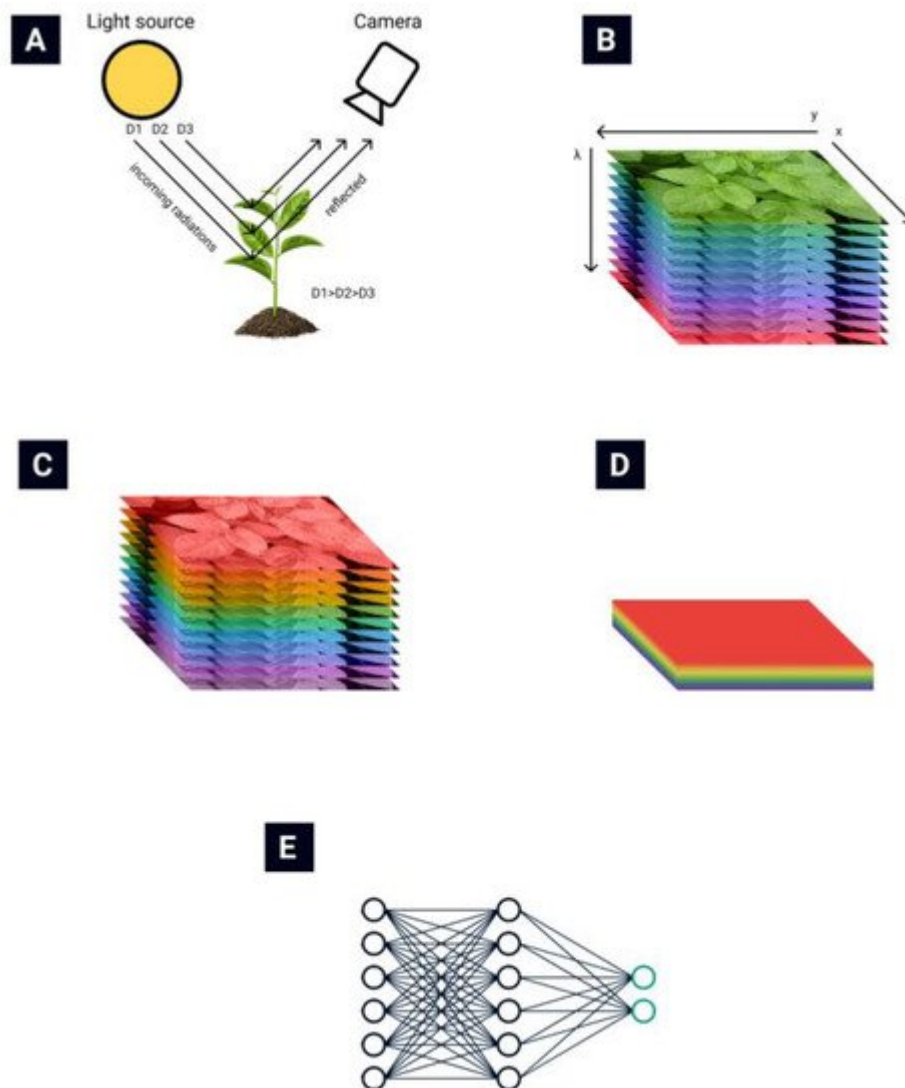 A
Light source
Camera
D1 D2 D3
incoming radiations
reflected
D1>D2>D3
B
y
x
λ
C
D
E